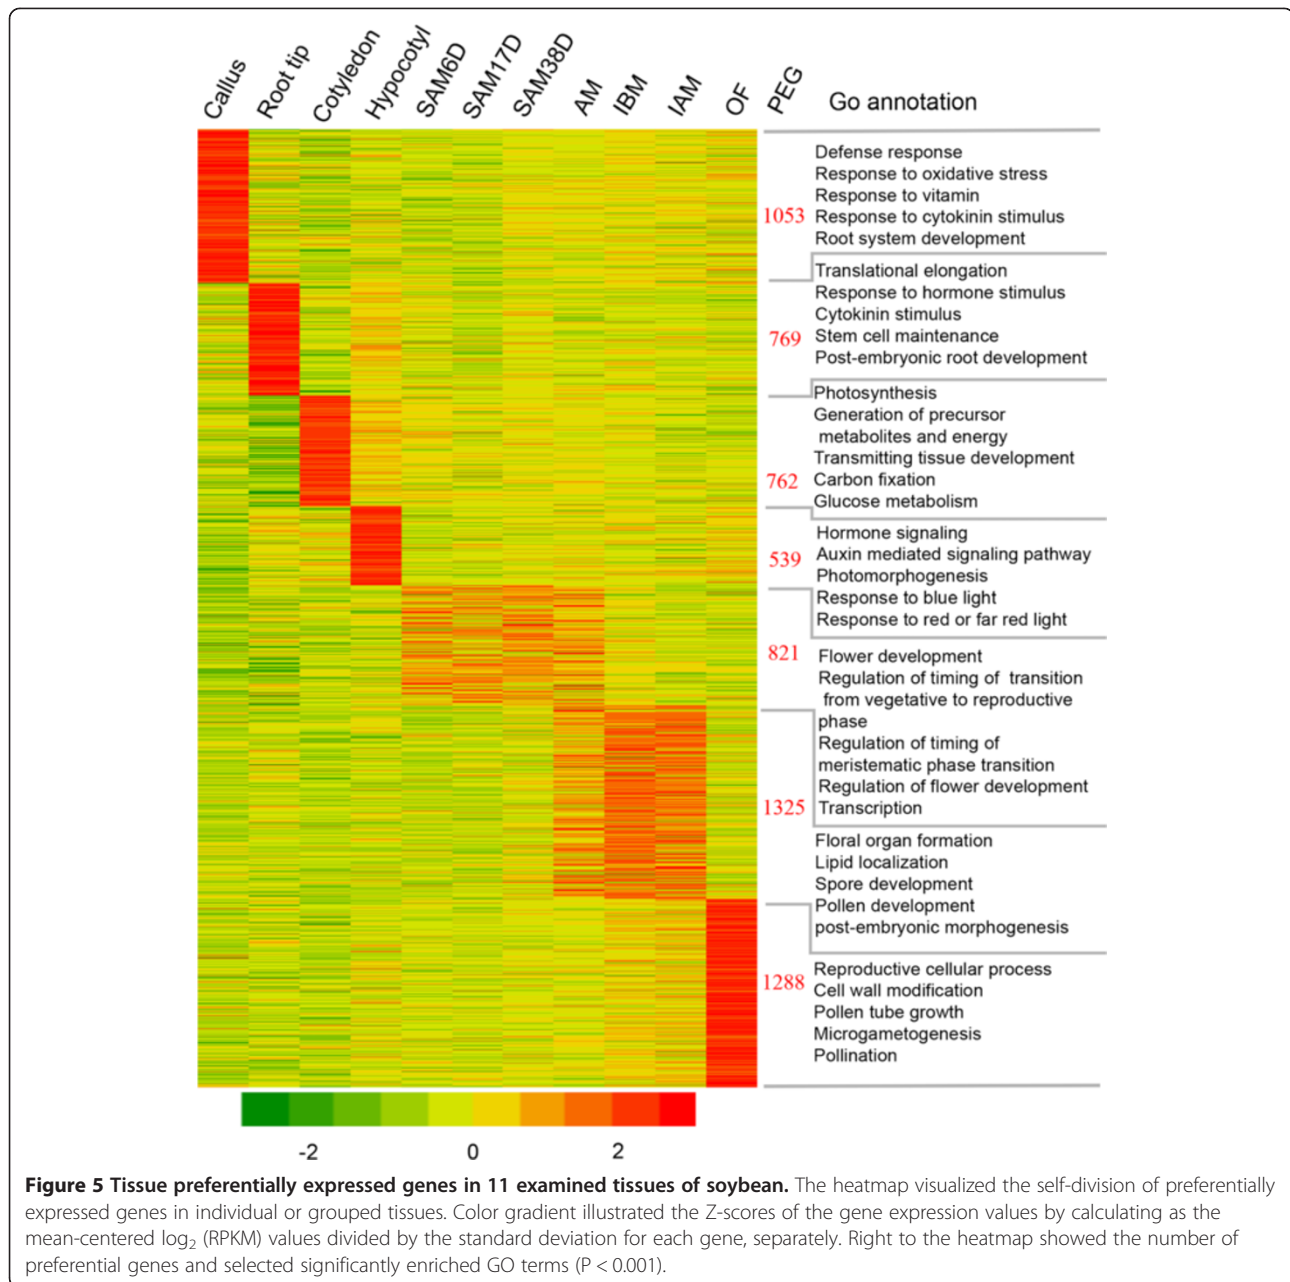 Callus Root tip Cotyledon Hypocotyl SAM6D SAM17D SAM38D AM IBM IAM OF PEG Go annotation
Defense response
Response to oxidative stress
Response to vitamin
1053 Response to cytokinin stimulus
Root system development
Translational elongation
Response to hormone stimulus
Cytokinin stimulus
769 Stem cell maintenance
Post-embryonic root development
Photosynthesis
Generation of precursor
metabolites and energy
Transmitting tissue development
762 Carbon fixation
Glucose metabolism
Hormone signaling
539 Auxin mediated signaling pathway
Photomorphogenesis
Response to blue light
Response to red or far red light
821 Flower development
Regulation of timing of transition
from vegetative to reproductive
phase
Regulation of timing of
meristematic phase transition
Regulation of flower development
1325 Transcription
Floral organ formation
Lipid localization
Spore development
Pollen development
post-embryonic morphogenesis
Reproductive cellular process
1288 Cell wall modification
Pollen tube growth
Microgametogenesis
Pollination
-2 0 2
Figure 5 Tissue preferentially expressed genes in 11 examined tissues of soybean. The heatmap visualized the self-division of preferentially
expressed genes in individual or grouped tissues. Color gradient illustrated the Z-scores of the gene expression values by calculating as the
mean-centered log₂ (RPKM) values divided by the standard deviation for each gene, separately. Right to the heatmap showed the number of
preferential genes and selected significantly enriched GO terms (P < 0.001).